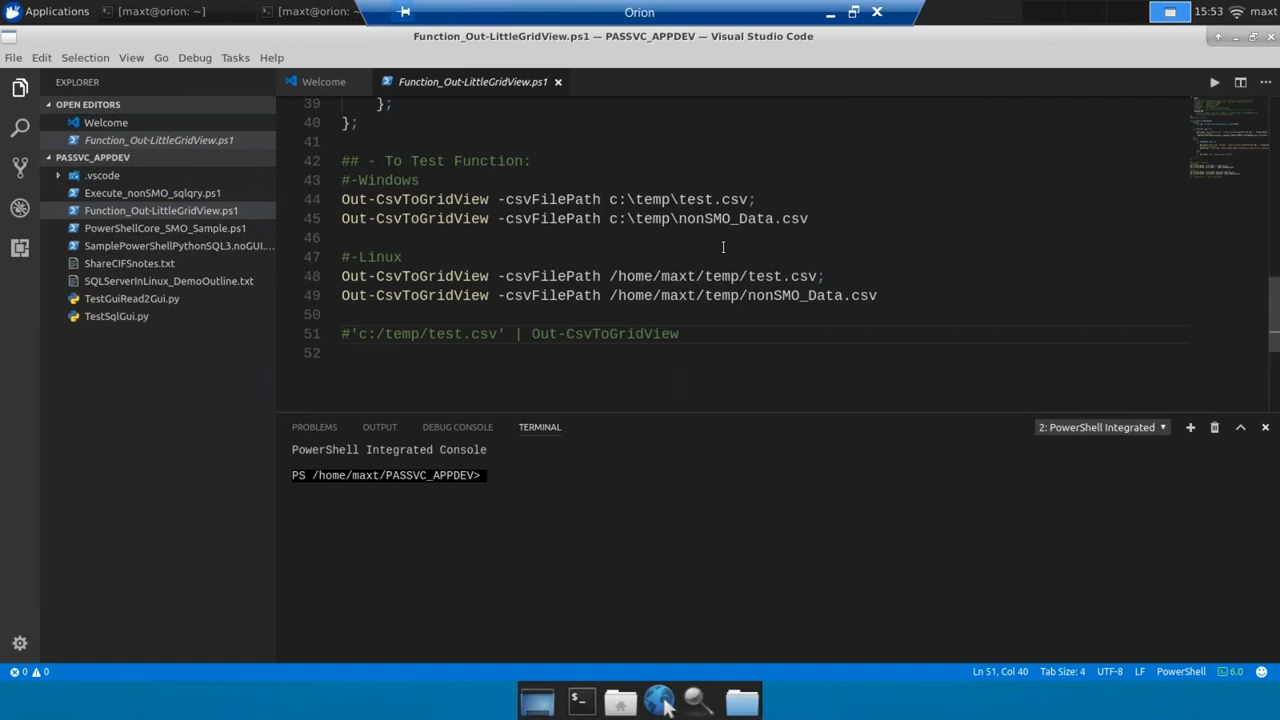 Applications
[maxt@orion: ~]
[maxt@orion: ~
Orion
15:53
maxt
Function_Out-LittleGridView.ps1 — PASSVC_APPDEV — Visual Studio Code
File Edit Selection View Go Debug Tasks Help
EXPLORER
Welcome
Function_Out-LittleGridView.ps1
OPEN EDITORS
Welcome
Function_Out-LittleGridView.ps1
PASSVC_APPDEV
.vscode
Execute_nonSMO_sqlqry.ps1
Function_Out-LittleGridView.ps1
PowerShellCore_SMO_Sample.ps1
SamplePowerShellPythonSQL3.noGUI....
ShareCIFSnotes.txt
SQLServerInLinux_DemoOutline.txt
TestGuiRead2Gui.py
TestSqlGui.py
39 };
40 };
41
42 ## - To Test Function:
43 #-Windows
44 Out-CsvToGridView -csvFilePath c:\temp\test.csv;
45 Out-CsvToGridView -csvFilePath c:\temp\nonSMO_Data.csv
46
47 #-Linux
48 Out-CsvToGridView -csvFilePath /home/maxt/temp/test.csv;
49 Out-CsvToGridView -csvFilePath /home/maxt/temp/nonSMO_Data.csv
50
51 #'c:/temp/test.csv' | Out-CsvToGridView
52
PROBLEMS OUTPUT DEBUG CONSOLE TERMINAL
2: PowerShell Integrated
PowerShell Integrated Console
PS /home/maxt/PASSVC_APPDEV>
0 0
Ln 51, Col 40 Tab Size: 4 UTF-8 LF PowerShell 6.0